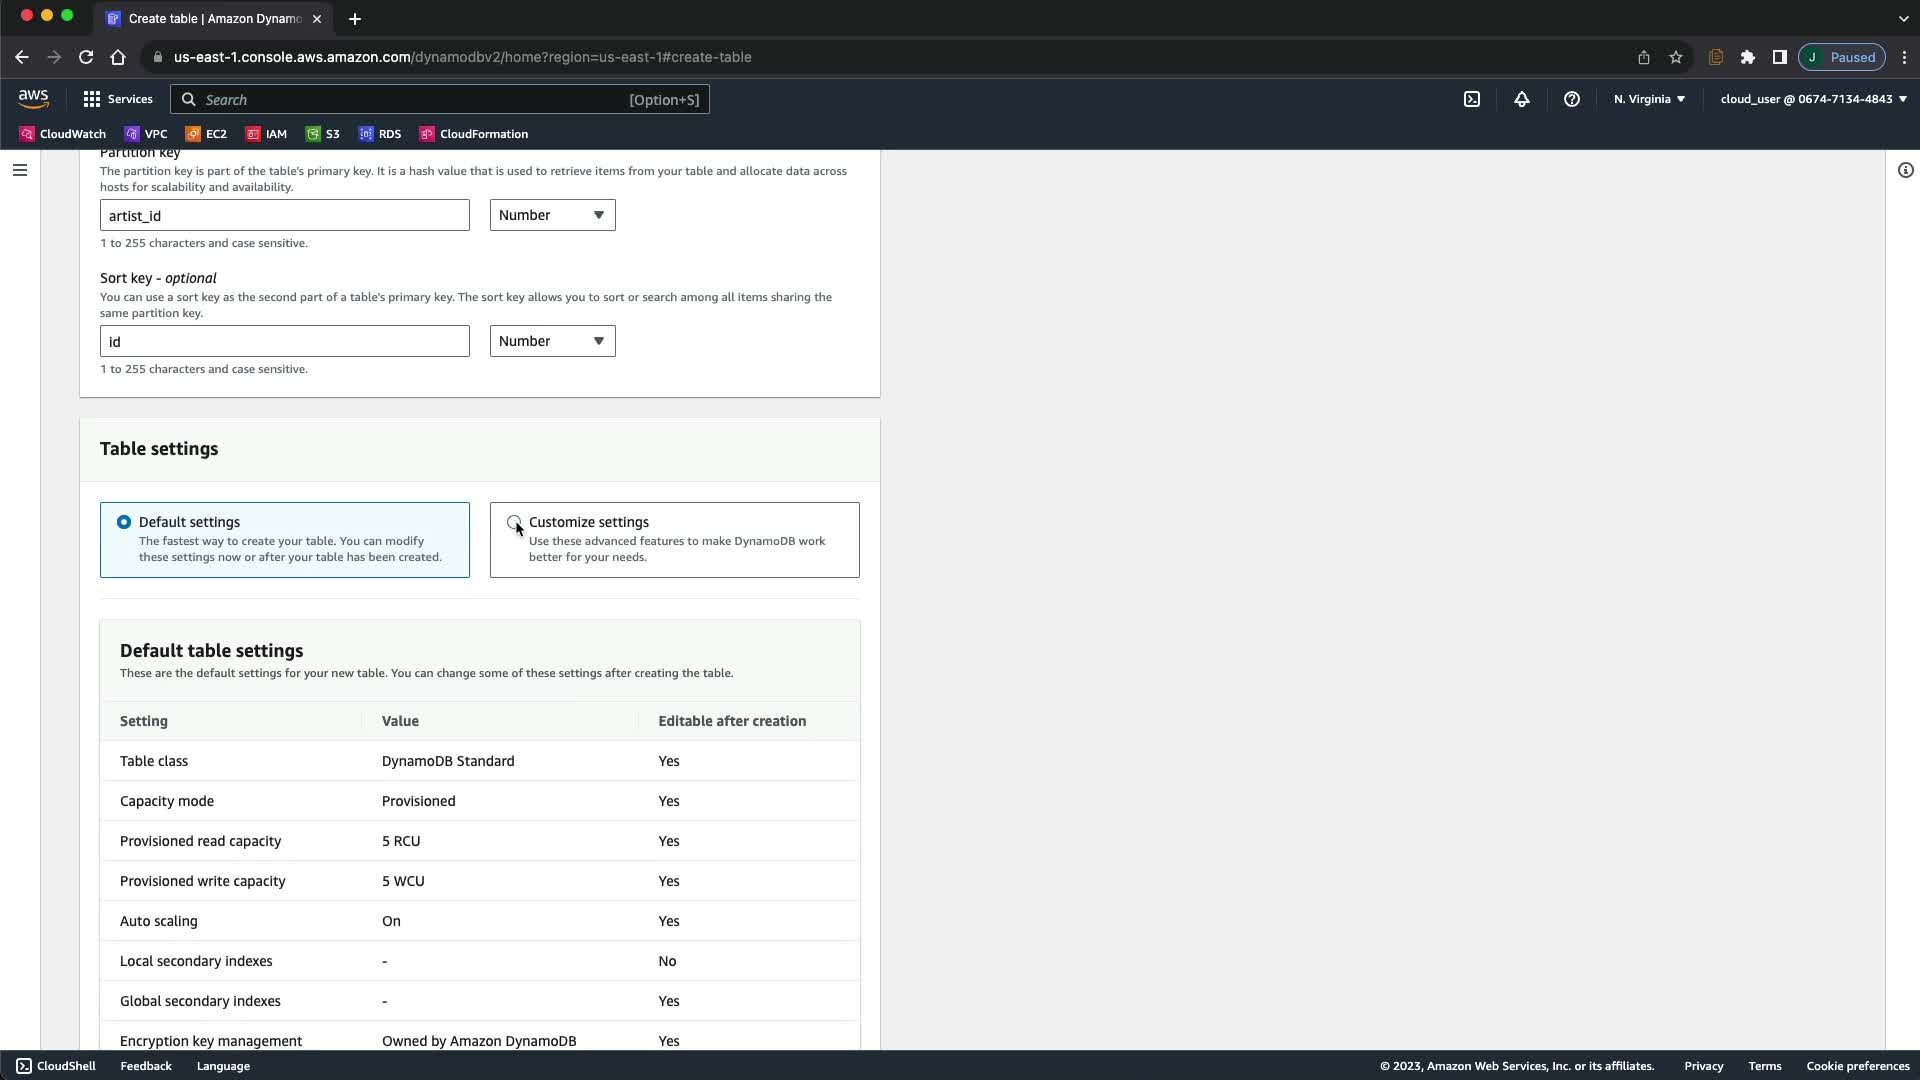 Create table | Amazon Dynamo
us-east-1.console.aws.amazon.com/dynamodbv2/home?region=us-east-1#create-table
J Paused
aws Services Search [Option+S] N. Virginia cloud_user @ 0674-7134-4843
CloudWatch VPC EC2 IAM S3 RDS CloudFormation
Partition key
The partition key is part of the table's primary key. It is a hash value that is used to retrieve items from your table and allocate data across
hosts for scalability and availability.
artist_id Number
1 to 255 characters and case sensitive.
Sort key - optional
You can use a sort key as the second part of a table's primary key. The sort key allows you to sort or search among all items sharing the
same partition key.
id Number
1 to 255 characters and case sensitive.
Table settings
Default settings
The fastest way to create your table. You can modify
these settings now or after your table has been created.
Customize settings
Use these advanced features to make DynamoDB work
better for your needs.
Default table settings
These are the default settings for your new table. You can change some of these settings after creating the table.
Setting Value Editable after creation
Table class DynamoDB Standard Yes
Capacity mode Provisioned Yes
Provisioned read capacity 5 RCU Yes
Provisioned write capacity 5 WCU Yes
Auto scaling On Yes
Local secondary indexes - No
Global secondary indexes - Yes
Encryption key management Owned by Amazon DynamoDB Yes
CloudShell Feedback Language © 2023, Amazon Web Services, Inc. or its affiliates. Privacy Terms Cookie preferences